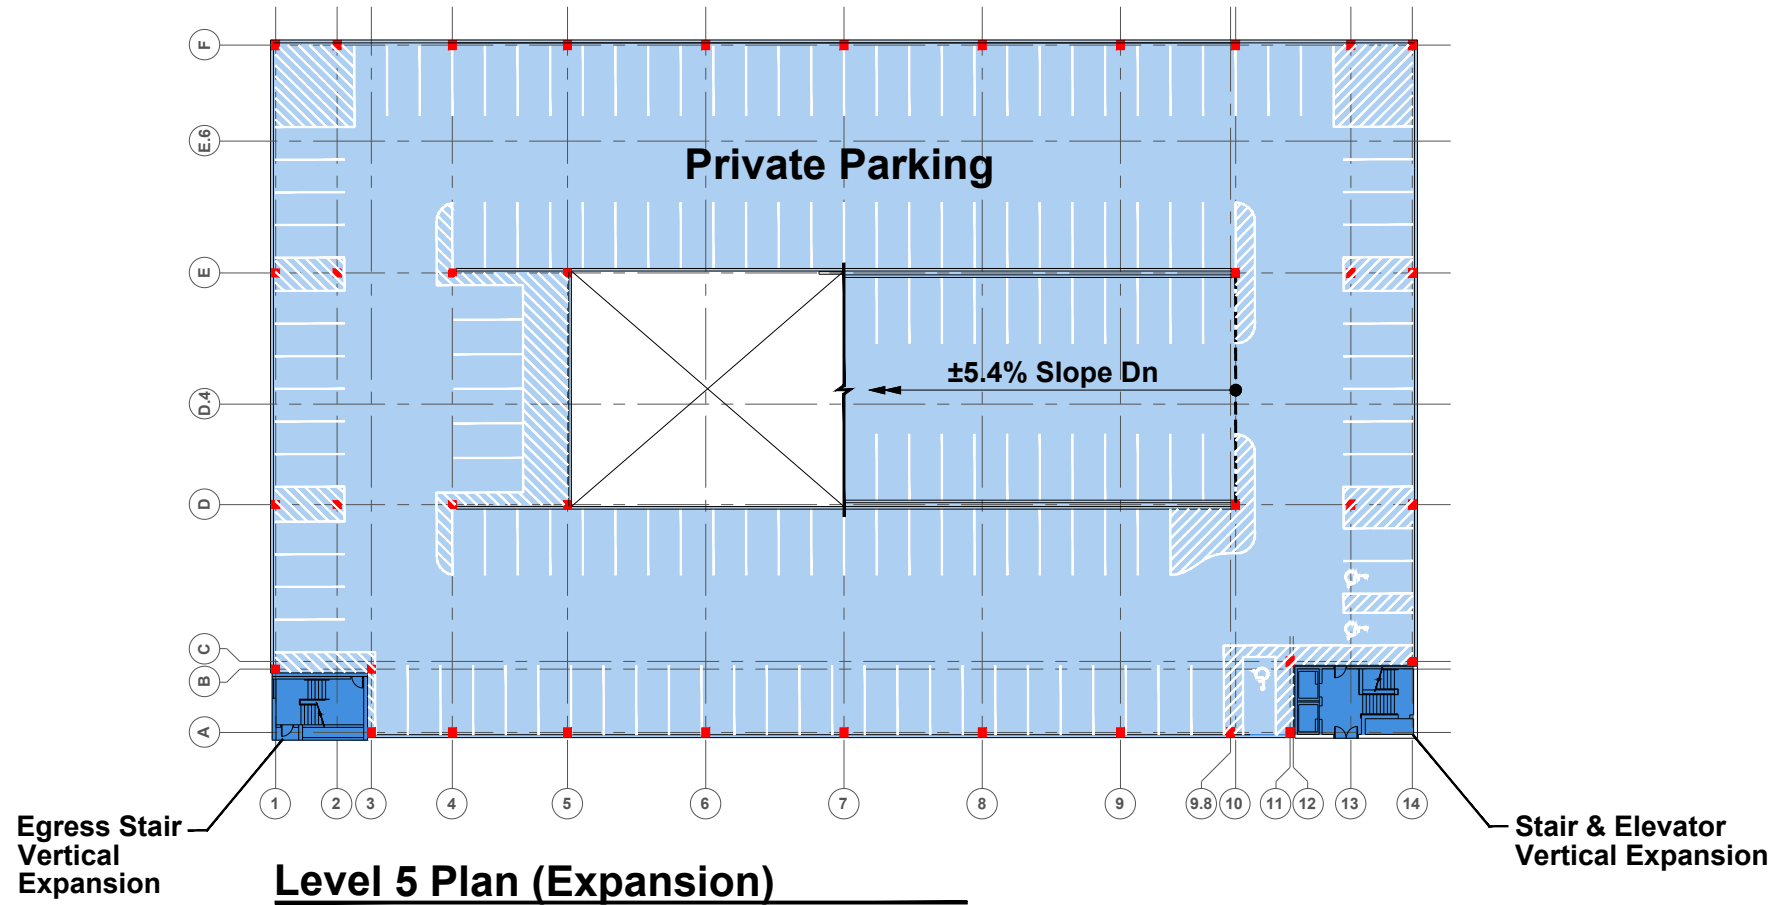 F
E.6
Private Parking
E
±5.4% Slope Dn
D.4
D
C
B
A
1 2 3 4 5 6 7 8 9 9.8 10 11 12 13 14
Egress Stair
Vertical
Expansion
Stair & Elevator
Vertical Expansion
Level 5 Plan (Expansion)